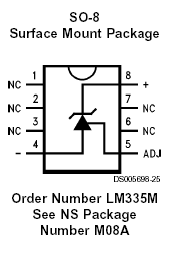 SO-8
Surface Mount Package
NC 1 8 +
NC 2 7 NC
NC 3 6 NC
- 4 5 ADJ
DS005698-25
Order Number LM335M
See NS Package
Number M08A